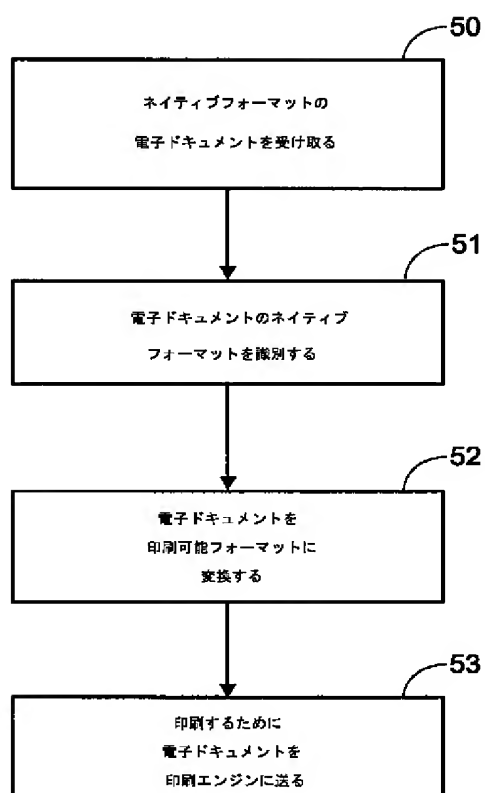 50
ネイティブフォーマットの
電子ドキュメントを受け取る
51
電子ドキュメントのネイティブ
フォーマットを識別する
52
電子ドキュメントを
印刷可能フォーマットに
変換する
53
印刷するために
電子ドキュメントを
印刷エンジンに送る